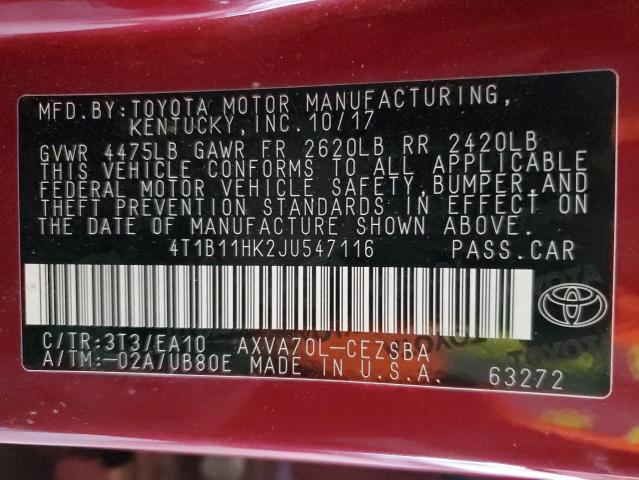 MFD.BY:TOYOTA MOTOR MANUFACTURING,
KENTUCKY,INC.10/17
GVWR 4475LB GAWR FR 2620LB RR 2420LB
THIS VEHICLE CONFORMS TO ALL APPLICABLE
FEDERAL MOTOR VEHICLE SAFETY,BUMPER,AND
THEFT PREVENTION STANDARDS IN EFFECT ON
THE DATE OF MANUFACTURE SHOWN ABOVE.
4T1B11HK2JU547116 PASS.CAR
C/TR:3T3/EA10 AXVA70L-CEZSBA
A/TM:-02A/UB80E MADE IN U.S.A. 63272